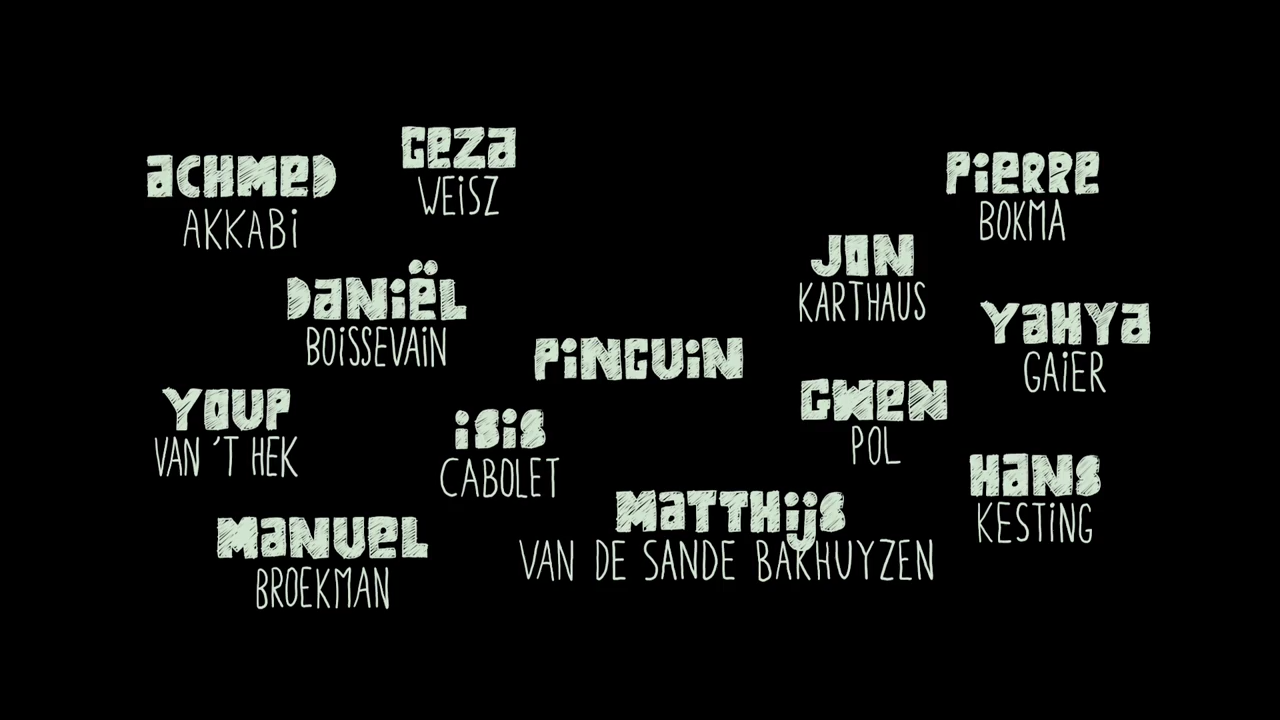 ACHMED
AKKABI
GEZA
WEISZ
DANIËL
BOISSEVAIN
YOUP
VAN 'T HEK
ISIS
CABOLET
MANUEL
BROEKMAN
PINGUIN
MATTHIJS
VAN DE SANDE BAKHUYZEN
JON
KARTHAUS
PIERRE
BOKMA
YAHYA
GAIER
GWEN
POL
HANS
KESTING